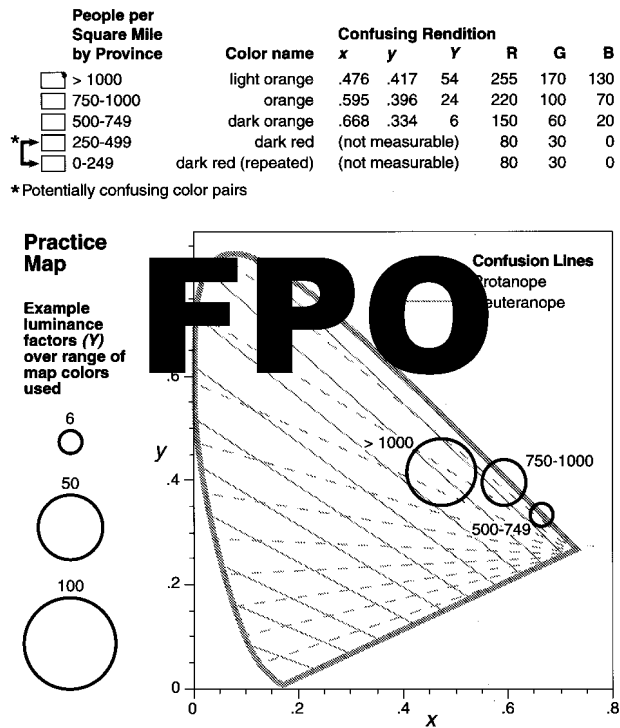 People per
Square Mile
by Province
Confusing Rendition
Color name x y Y R G B
> 1000 light orange .476 .417 54 255 170 130
750-1000 orange .595 .396 24 220 100 70
500-749 dark orange .668 .334 6 150 60 20
* 250-499 dark red (not measurable) 80 30 0
0-249 dark red (repeated) (not measurable) 80 30 0
* Potentially confusing color pairs
Practice
Map
Example
luminance
factors (Y)
over range of
map colors
used
6
50
100
FPO
Confusion Lines
.6
y
.4
.2
0
> 1000
750-1000
500-749
0 .2 .4 .6 .8
x